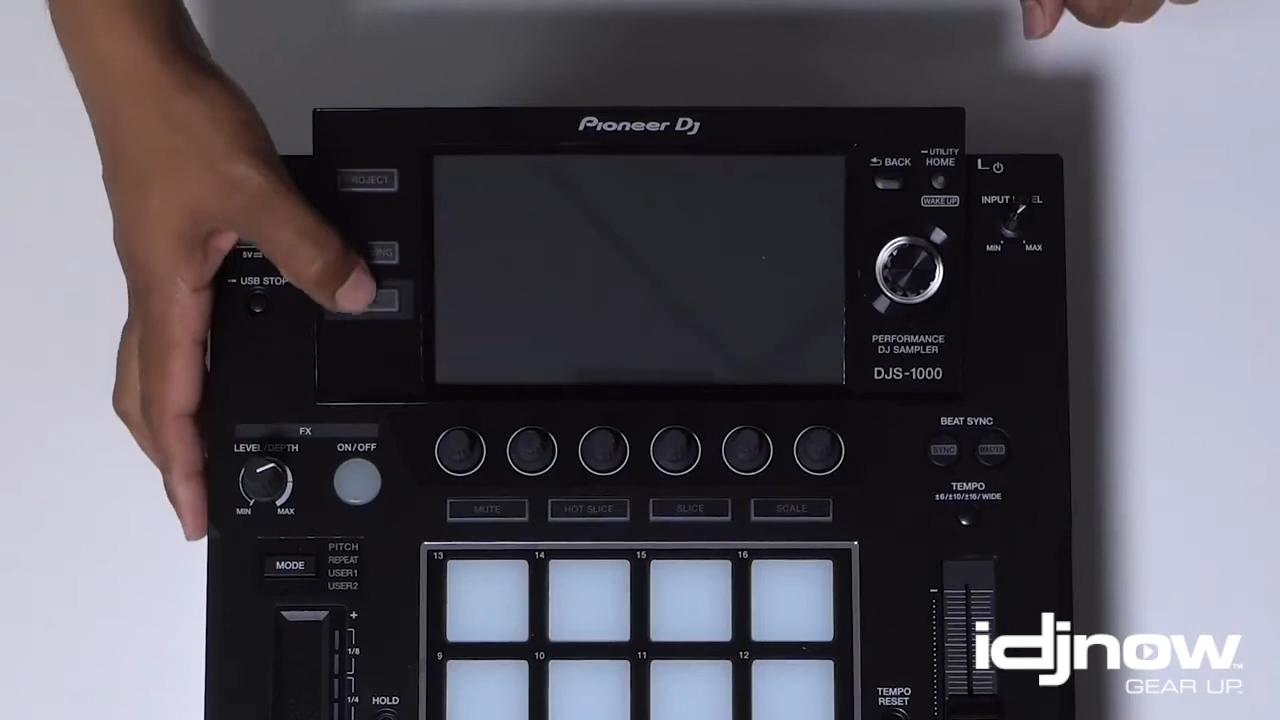 Pioneer DJ
PROJECT
BACK
UTILITY
HOME
WAKE UP
INPUT LEVEL
MIN
MAX
5V
USB STOP
PERFORMANCE
DJ SAMPLER
DJS-1000
FX
LEVEL/DEPTH
ON/OFF
MIN
MAX
BEAT SYNC
SYNC
MASTER
TEMPO
±6/±10/±16/WIDE
MUTE
HOT SLICE
SLICE
SCALE
MODE
PITCH
REPEAT
USER1
USER2
13
14
15
16
+
1/8
1/4
9
10
11
12
HOLD
TEMPO
RESET
idjnow™
GEAR UP.